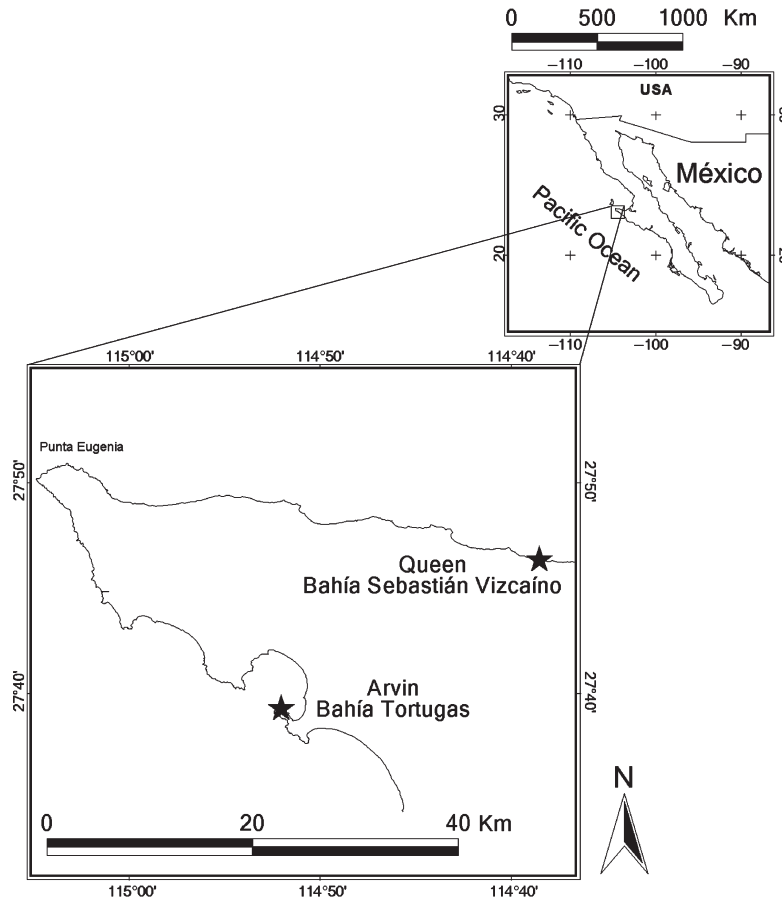 0 500 1000 Km
−110 −100 −90
USA
30
México
Pacific Ocean
20
−110 −100 −90
115°00' 114°50' 114°40'
Punta Eugenia
27°50' 27°50'
Queen
Bahía Sebastián Vizcaíno
27°40' 27°40'
Arvin
Bahía Tortugas
N
0 20 40 Km
115°00' 114°50' 114°40'